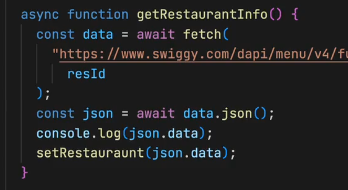 async function getRestaurantInfo() {
const data = await fetch(
"https://www.swiggy.com/dapi/menu/v4/fu
resId
);
const json = await data.json();
console.log(json.data);
setRestauraunt(json.data);
}